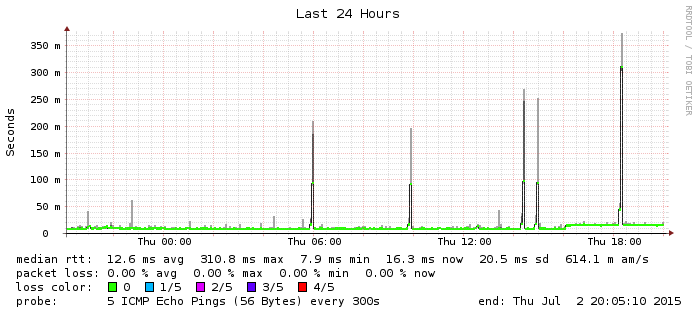 Last 24 Hours
RRDTOOL / TOBI OETIKER
Seconds
350 m
300 m
250 m
200 m
150 m
100 m
50 m
0
Thu 00:00 Thu 06:00 Thu 12:00 Thu 18:00
median rtt: 12.6 ms avg 310.8 ms max 7.9 ms min 16.3 ms now 20.5 ms sd 614.1 m am/s
packet loss: 0.00 % avg 0.00 % max 0.00 % min 0.00 % now
loss color: 0 1/5 2/5 3/5 4/5
probe: 5 ICMP Echo Pings (56 Bytes) every 300s end: Thu Jul 2 20:05:10 2015